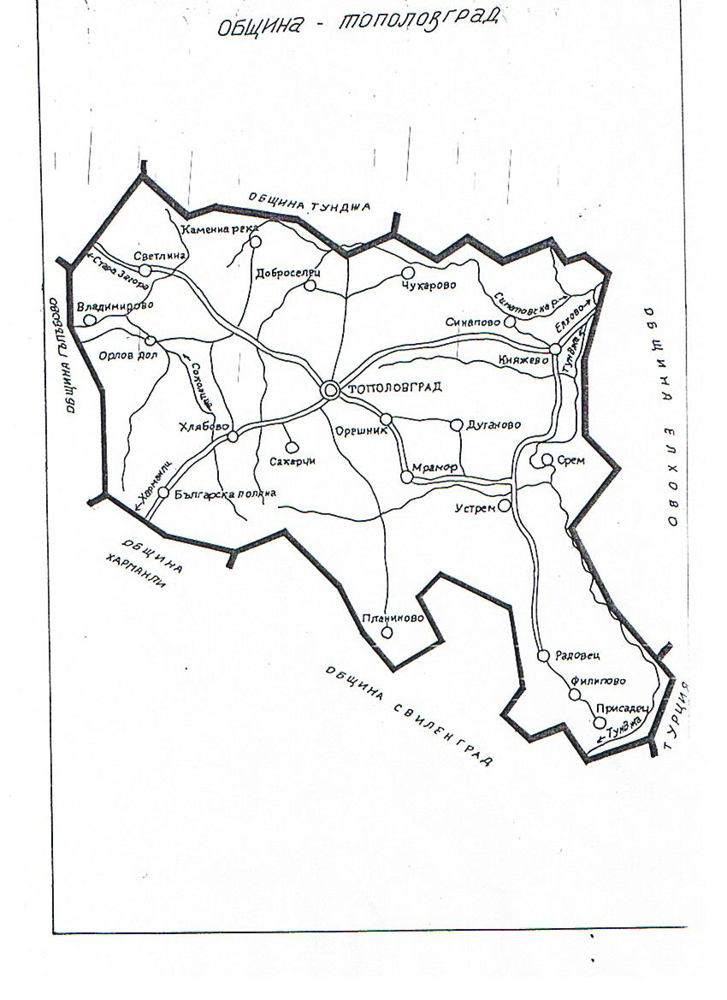 ОБЩИНА - ТОПОЛОВГРАД
ОБЩИНА ТУНДЖА
Каменна река
Светлина
Стара Загора
Доброселец
Чукарово
Синаповска р.
Владимирово
Синапово
Елхово
Тунджа
ОБЩИНА ГЪЛЪБОВО
Орлов дол
Княжево
ОБЩИНА ЕЛХОВО
Соколица
ТОПОЛОВГРАД
Хлябово
Орешник
Дуганово
Сахарци
Мрамор
Срем
Харманли
Българска поляна
Устрем
ОБЩИНА
ХАРМАНЛИ
Планиново
Радовец
Филипово
ОБЩИНА СВИЛЕНГРАД
Присадец
Тунджа
ТУРЦИЯ